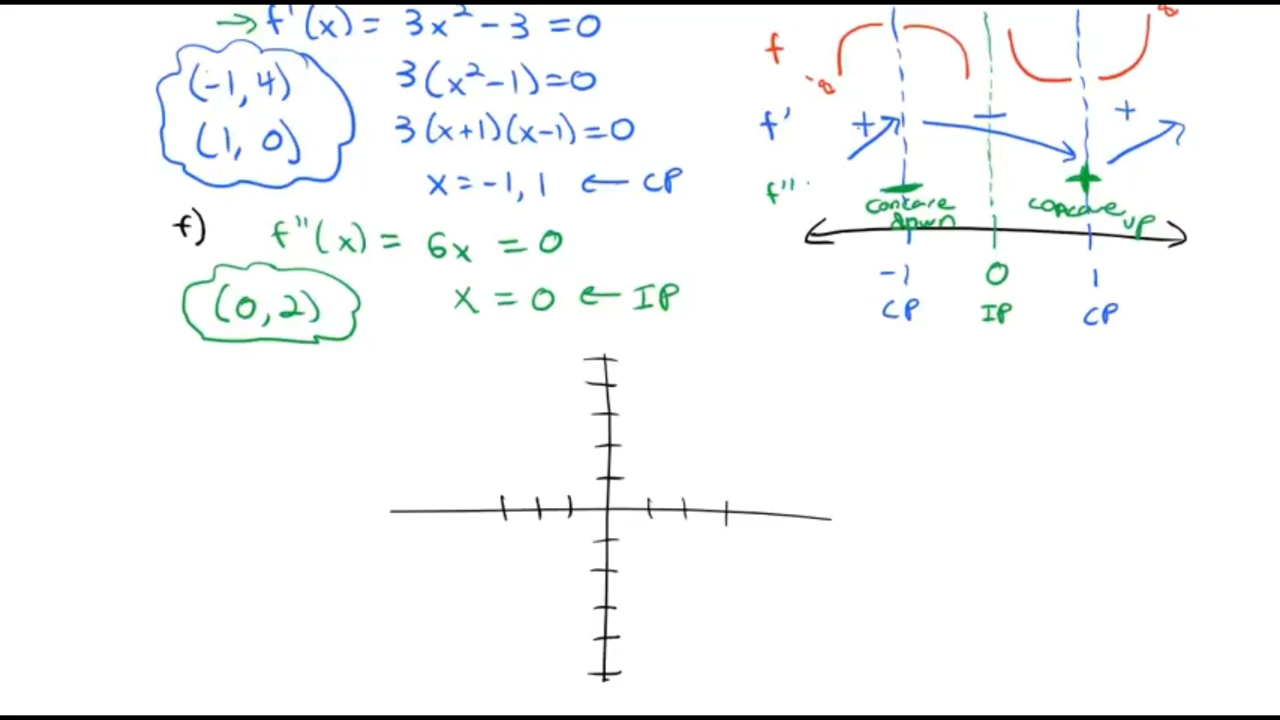 → f'(x) = 3x² - 3 = 0
(-1, 4)
(1, 0)
3(x² - 1) = 0
3(x+1)(x-1) = 0
x = -1, 1 ← CP
f)
f''(x) = 6x = 0
(0, 2)
x = 0 ← IP
f
-∞
∞
f' + - +
f'' - +
concave down
concave up
-1 0 1
CP IP CP